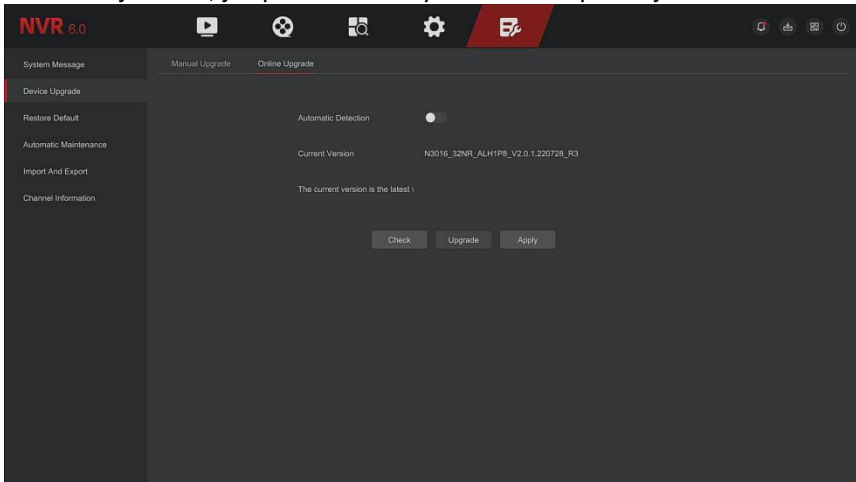 NVR 6.0
System Message
Device Upgrade
Restore Default
Automatic Maintenance
Import And Export
Channel Information
Manual Upgrade
Online Upgrade
Automatic Detection
Current Version
N3016_32NR_ALH1P8_V2.0.1.220728_R3
The current version is the latest
Check
Upgrade
Apply